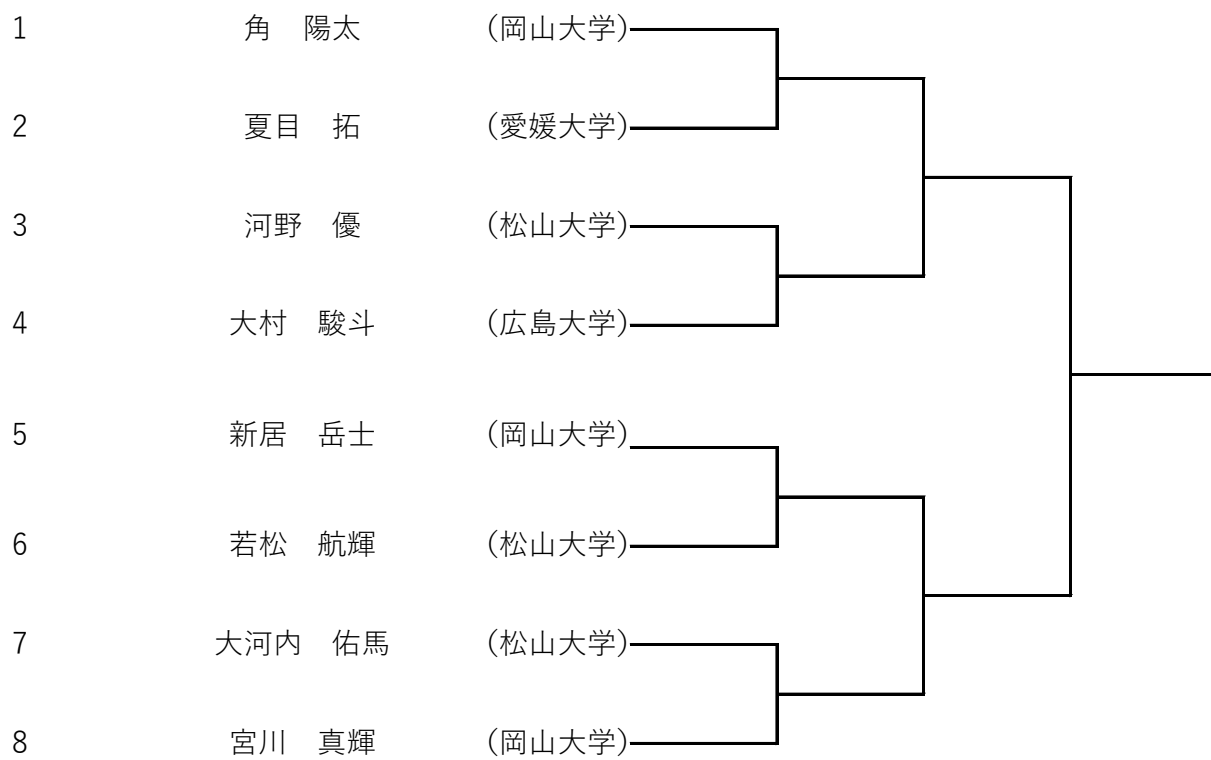 1 角　陽太 (岡山大学)
2 夏目　拓 (愛媛大学)
3 河野　優 (松山大学)
4 大村　駿斗 (広島大学)
5 新居　岳士 (岡山大学)
6 若松　航輝 (松山大学)
7 大河内　佑馬 (松山大学)
8 宮川　真輝 (岡山大学)